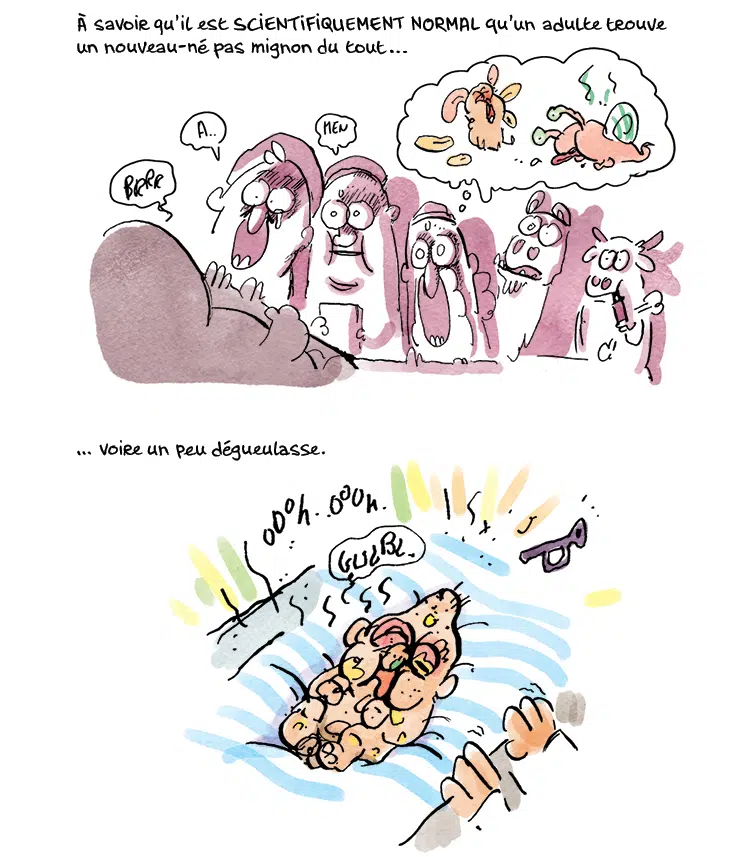 À savoir qu'il est SCIENTIFIQUEMENT NORMAL qu'un adulte trouve
un nouveau-né pas mignon du tout...
A..
MEN
BRRR
... voire un peu dégueulasse.
oOoh. oOoh.
GULBL.